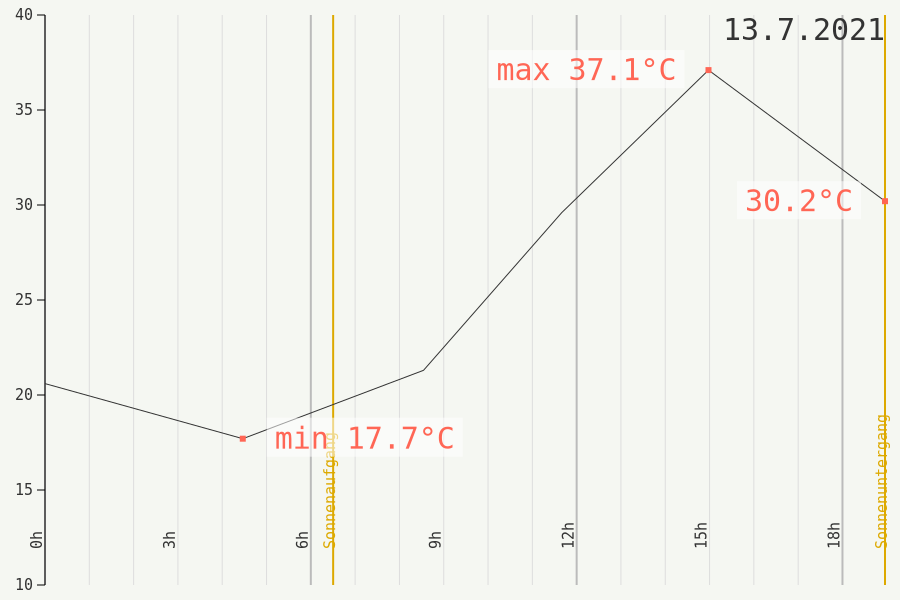 13.7.2021
40
max 37.1°C
35
30
30.2°C
25
20
min 17.7°C
15
0h
3h
6h
Sonnenaufgang
9h
12h
15h
18h
Sonnenuntergang
10